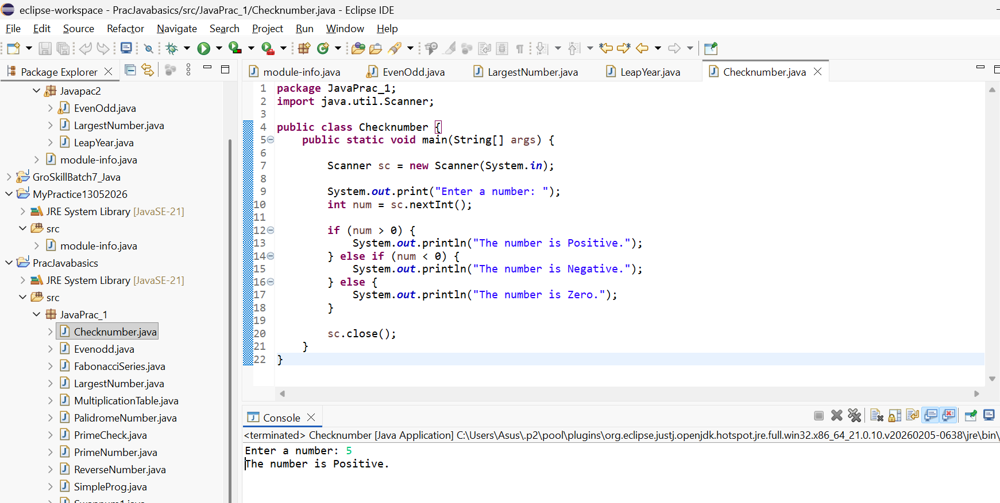 eclipse-workspace - PracJavabasics/src/JavaPrac_1/Checknumber.java - Eclipse IDE
File Edit Source Refactor Navigate Search Project Run Window Help
Package Explorer
Javapac2
EvenOdd.java
LargestNumber.java
LeapYear.java
module-info.java
GroSkillBatch7_Java
MyPractice13052026
JRE System Library [JavaSE-21]
src
module-info.java
PracJavabasics
JRE System Library [JavaSE-21]
src
JavaPrac_1
Checknumber.java
Evenodd.java
FabonacciSeries.java
LargestNumber.java
MultiplicationTable.java
PalidromeNumber.java
PrimeCheck.java
PrimeNumber.java
ReverseNumber.java
SimpleProg.java
module-info.java EvenOdd.java LargestNumber.java LeapYear.java Checknumber.java
1 package JavaPrac_1;
2 import java.util.Scanner;
3
4 public class Checknumber {
5 public static void main(String[] args) {
6
7 Scanner sc = new Scanner(System.in);
8
9 System.out.print("Enter a number: ");
10 int num = sc.nextInt();
11
12 if (num > 0) {
13 System.out.println("The number is Positive.");
14 } else if (num < 0) {
15 System.out.println("The number is Negative.");
16 } else {
17 System.out.println("The number is Zero.");
18 }
19
20 sc.close();
21 }
22 }
Console
<terminated> Checknumber [Java Application] C:\Users\Asus\.p2\pool\plugins\org.eclipse.justj.openjdk.hotspot.jre.full.win32.x86_64_21.0.10.v20260205-0638\jre\bin\
Enter a number: 5
The number is Positive.